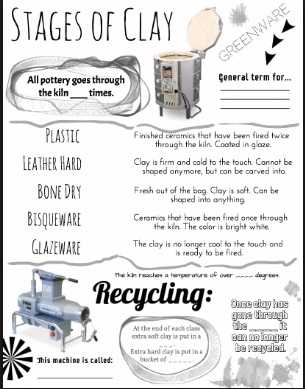 STAGES OF CLAY
GREENWARE
All pottery goes through
the kiln ____ times.
General term for...
PLASTIC
Finished ceramics that have been fired twice
through the kiln. Coated in glaze.
LEATHER HARD
Clay is firm and cold to the touch. Cannot be
shaped anymore, but can be carved into.
BONE DRY
Fresh out of the bag. Clay is soft. Can be
shaped into anything.
BISQUEWARE
Ceramics that have been fired once through
the kiln. The color is bright white.
GLAZEWARE
The clay is no longer cool to the touch and
is ready to be fired.
The kiln reaches a temperature of over ____ degrees.
Recycling:
Once clay has
gone through
the ______ it
can no longer
be recycled.
At the end of each class
extra soft clay is put in a
____.
Extra hard clay is put in a
bucket of ______.
This machine is called: